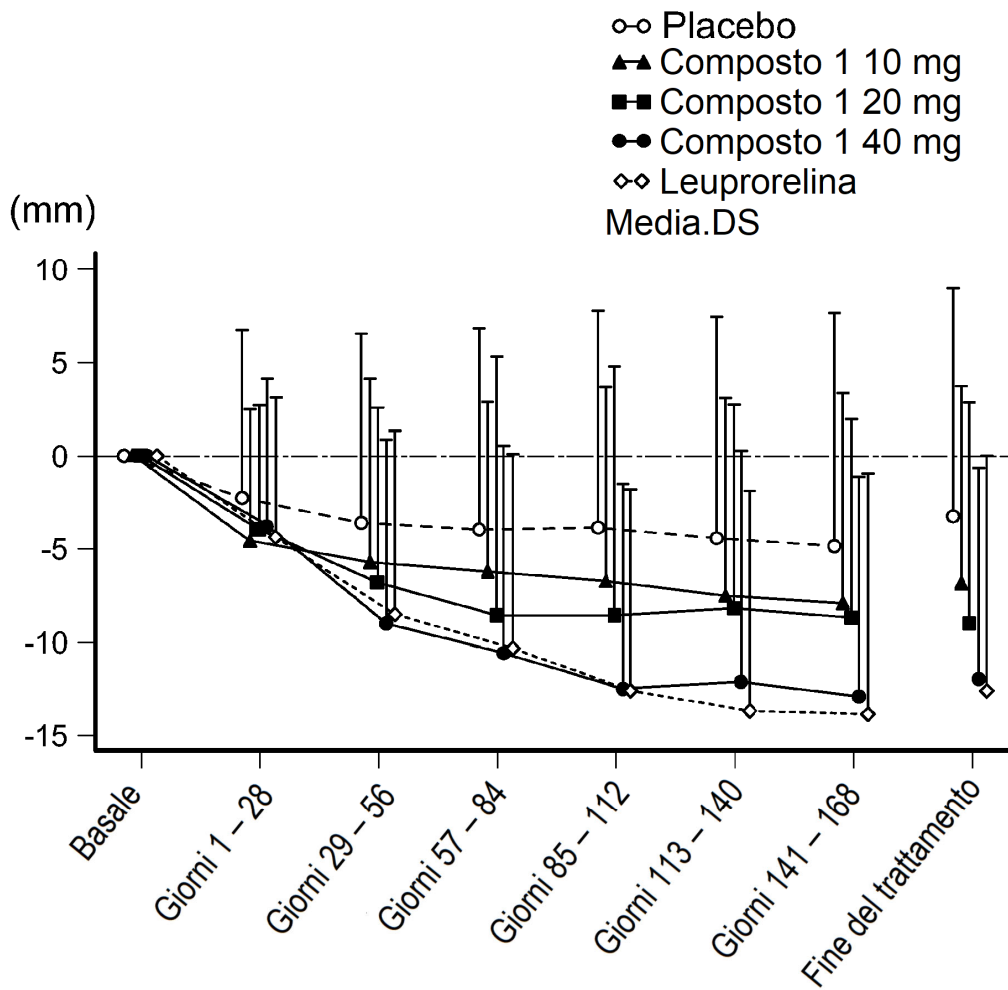 Placebo
Composto 1 10 mg
Composto 1 20 mg
Composto 1 40 mg
Leuprorelina
Media.DS
(mm)
10
5
0
-5
-10
-15
Basale
Giorni 1 – 28
Giorni 29 – 56
Giorni 57 – 84
Giorni 85 – 112
Giorni 113 – 140
Giorni 141 – 168
Fine del trattamento